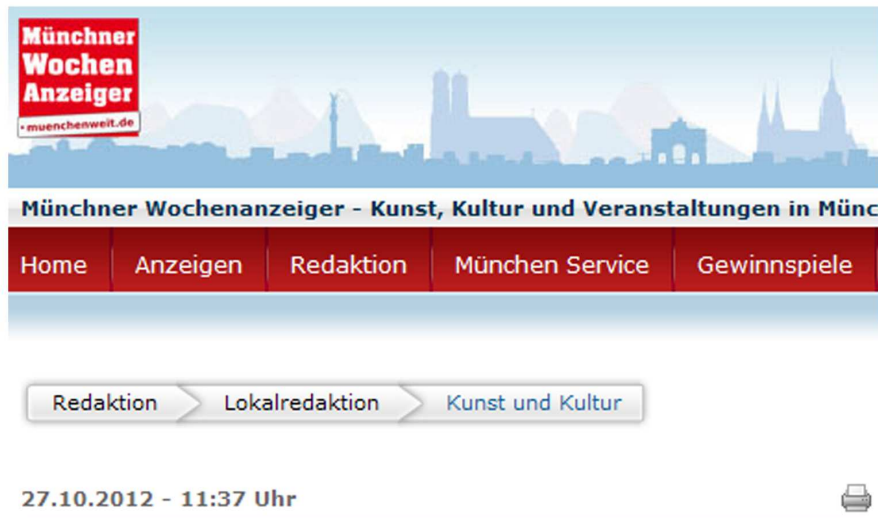 Münchner
Wochen
Anzeiger
•muenchenweit.de
Münchner Wochenanzeiger - Kunst, Kultur und Veranstaltungen in Münc
Home Anzeigen Redaktion München Service Gewinnspiele
Redaktion Lokalredaktion Kunst und Kultur
27.10.2012 - 11:37 Uhr